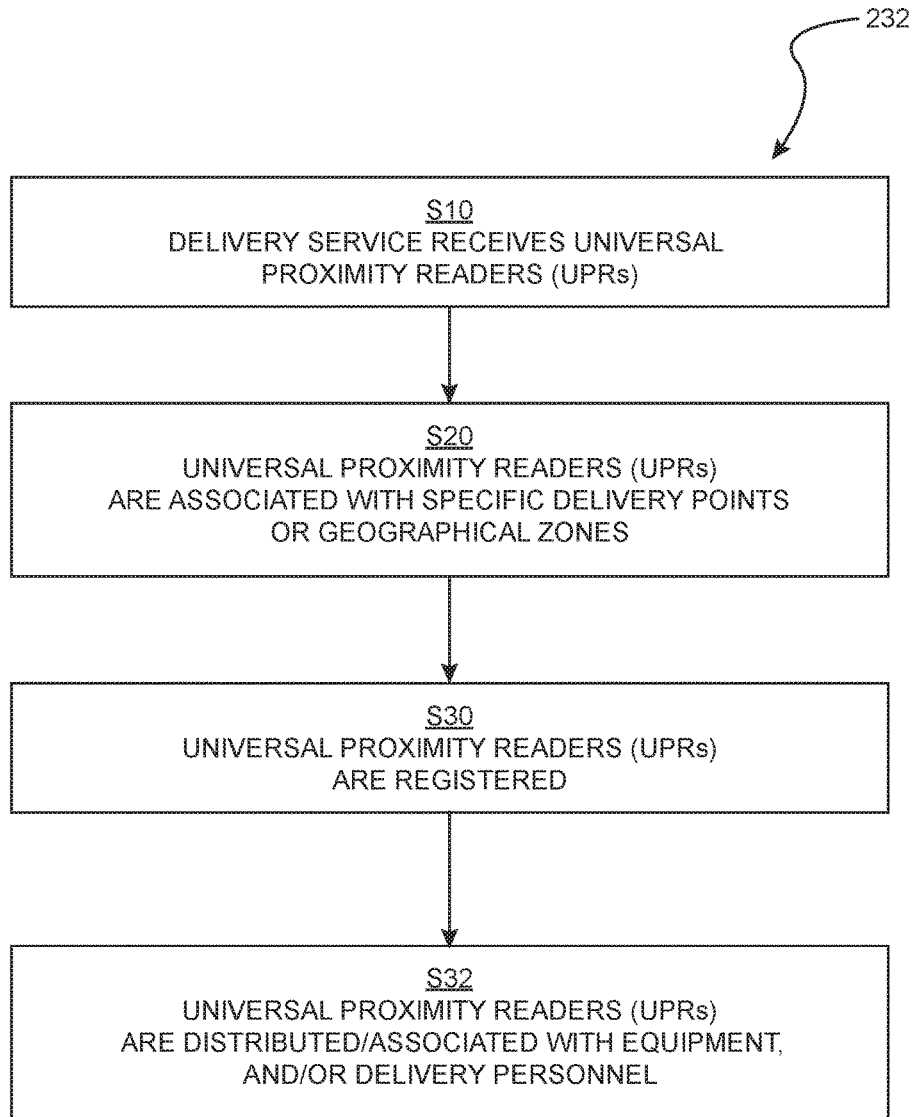 232
S10
DELIVERY SERVICE RECEIVES UNIVERSAL
PROXIMITY READERS (UPRs)
S20
UNIVERSAL PROXIMITY READERS (UPRs)
ARE ASSOCIATED WITH SPECIFIC DELIVERY POINTS
OR GEOGRAPHICAL ZONES
S30
UNIVERSAL PROXIMITY READERS (UPRs)
ARE REGISTERED
S32
UNIVERSAL PROXIMITY READERS (UPRs)
ARE DISTRIBUTED/ASSOCIATED WITH EQUIPMENT,
AND/OR DELIVERY PERSONNEL